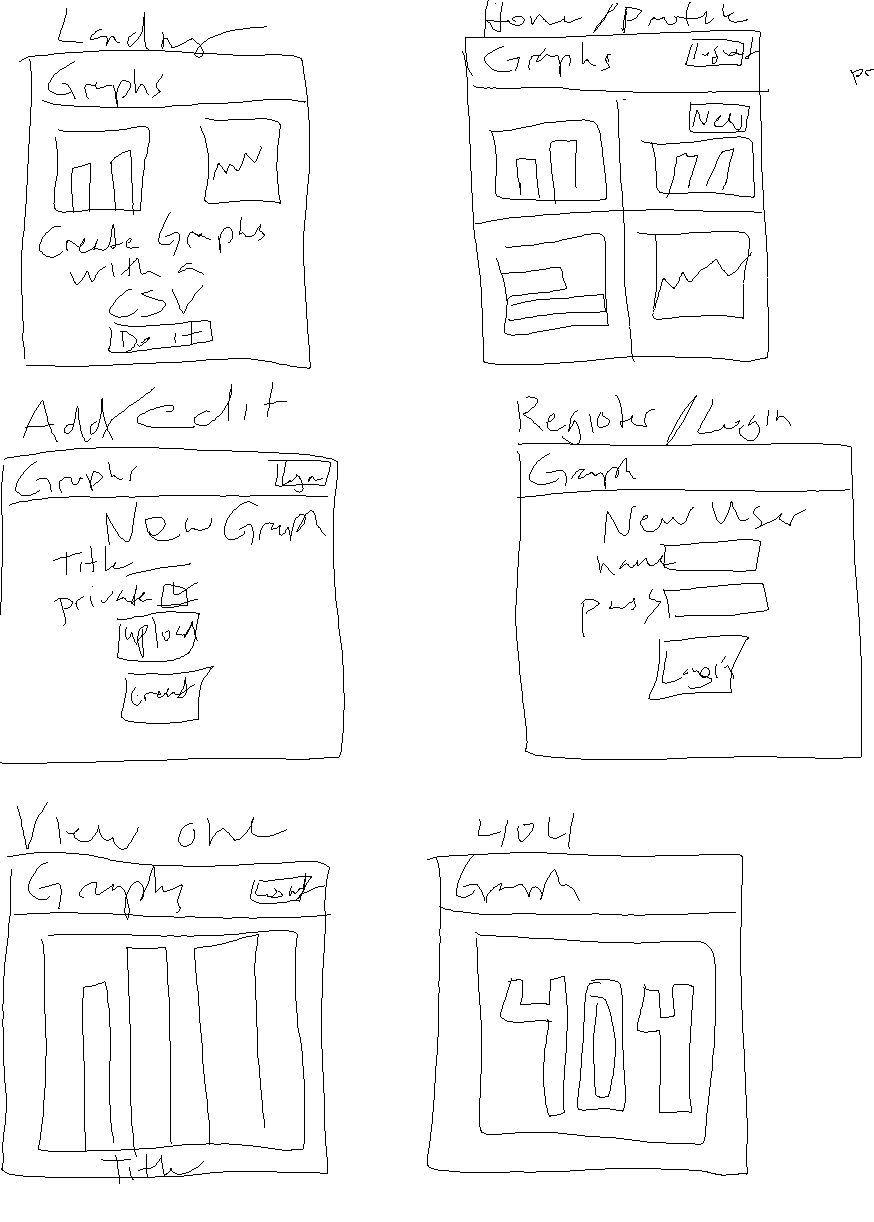 Landing
Graphs
Create Graphs
with a
CSV
Do it
Home/Profile
Graphs
logout
New
pr
Add/edit
Graphs
New Graph
Title
private
upload
Create
Register/Login
Graph
New User
name
pass
Login
View one
Graphs
Title
404
Graph
404